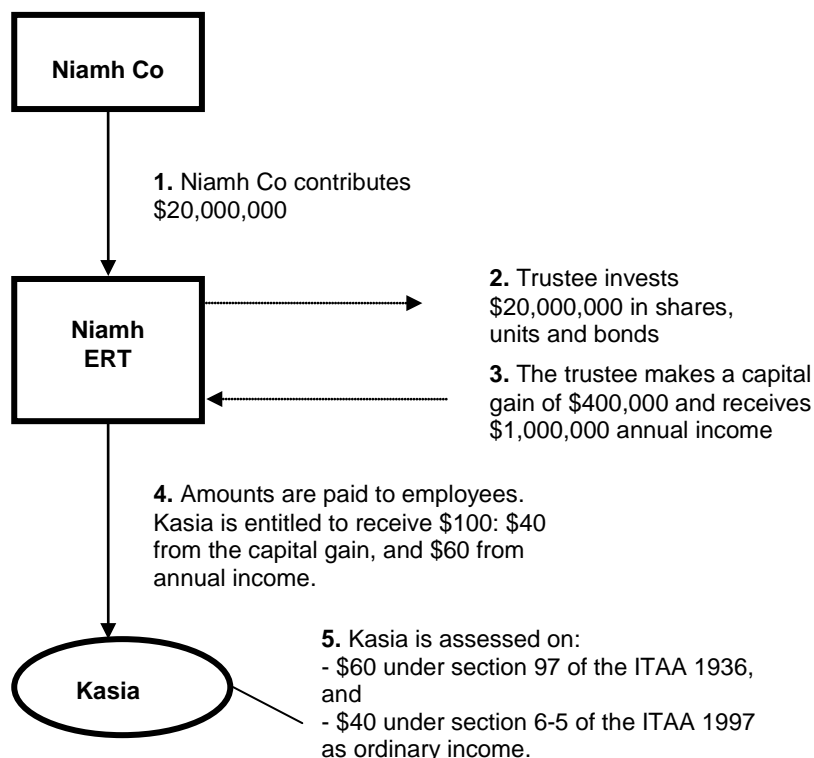 Niamh Co
1. Niamh Co contributes
$20,000,000
Niamh
ERT
2. Trustee invests
$20,000,000 in shares,
units and bonds
3. The trustee makes a capital
gain of $400,000 and receives
$1,000,000 annual income
4. Amounts are paid to employees.
Kasia is entitled to receive $100: $40
from the capital gain, and $60 from
annual income.
Kasia
5. Kasia is assessed on:
- $60 under section 97 of the ITAA 1936,
and
- $40 under section 6-5 of the ITAA 1997
as ordinary income.